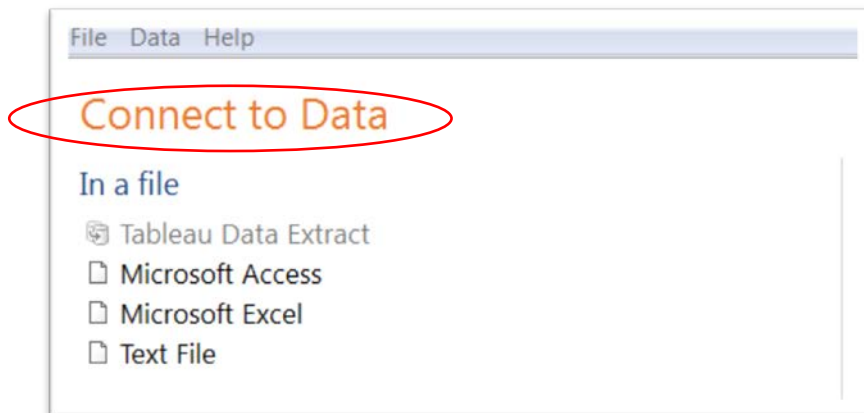 File Data Help
Connect to Data
In a file
Tableau Data Extract
Microsoft Access
Microsoft Excel
Text File